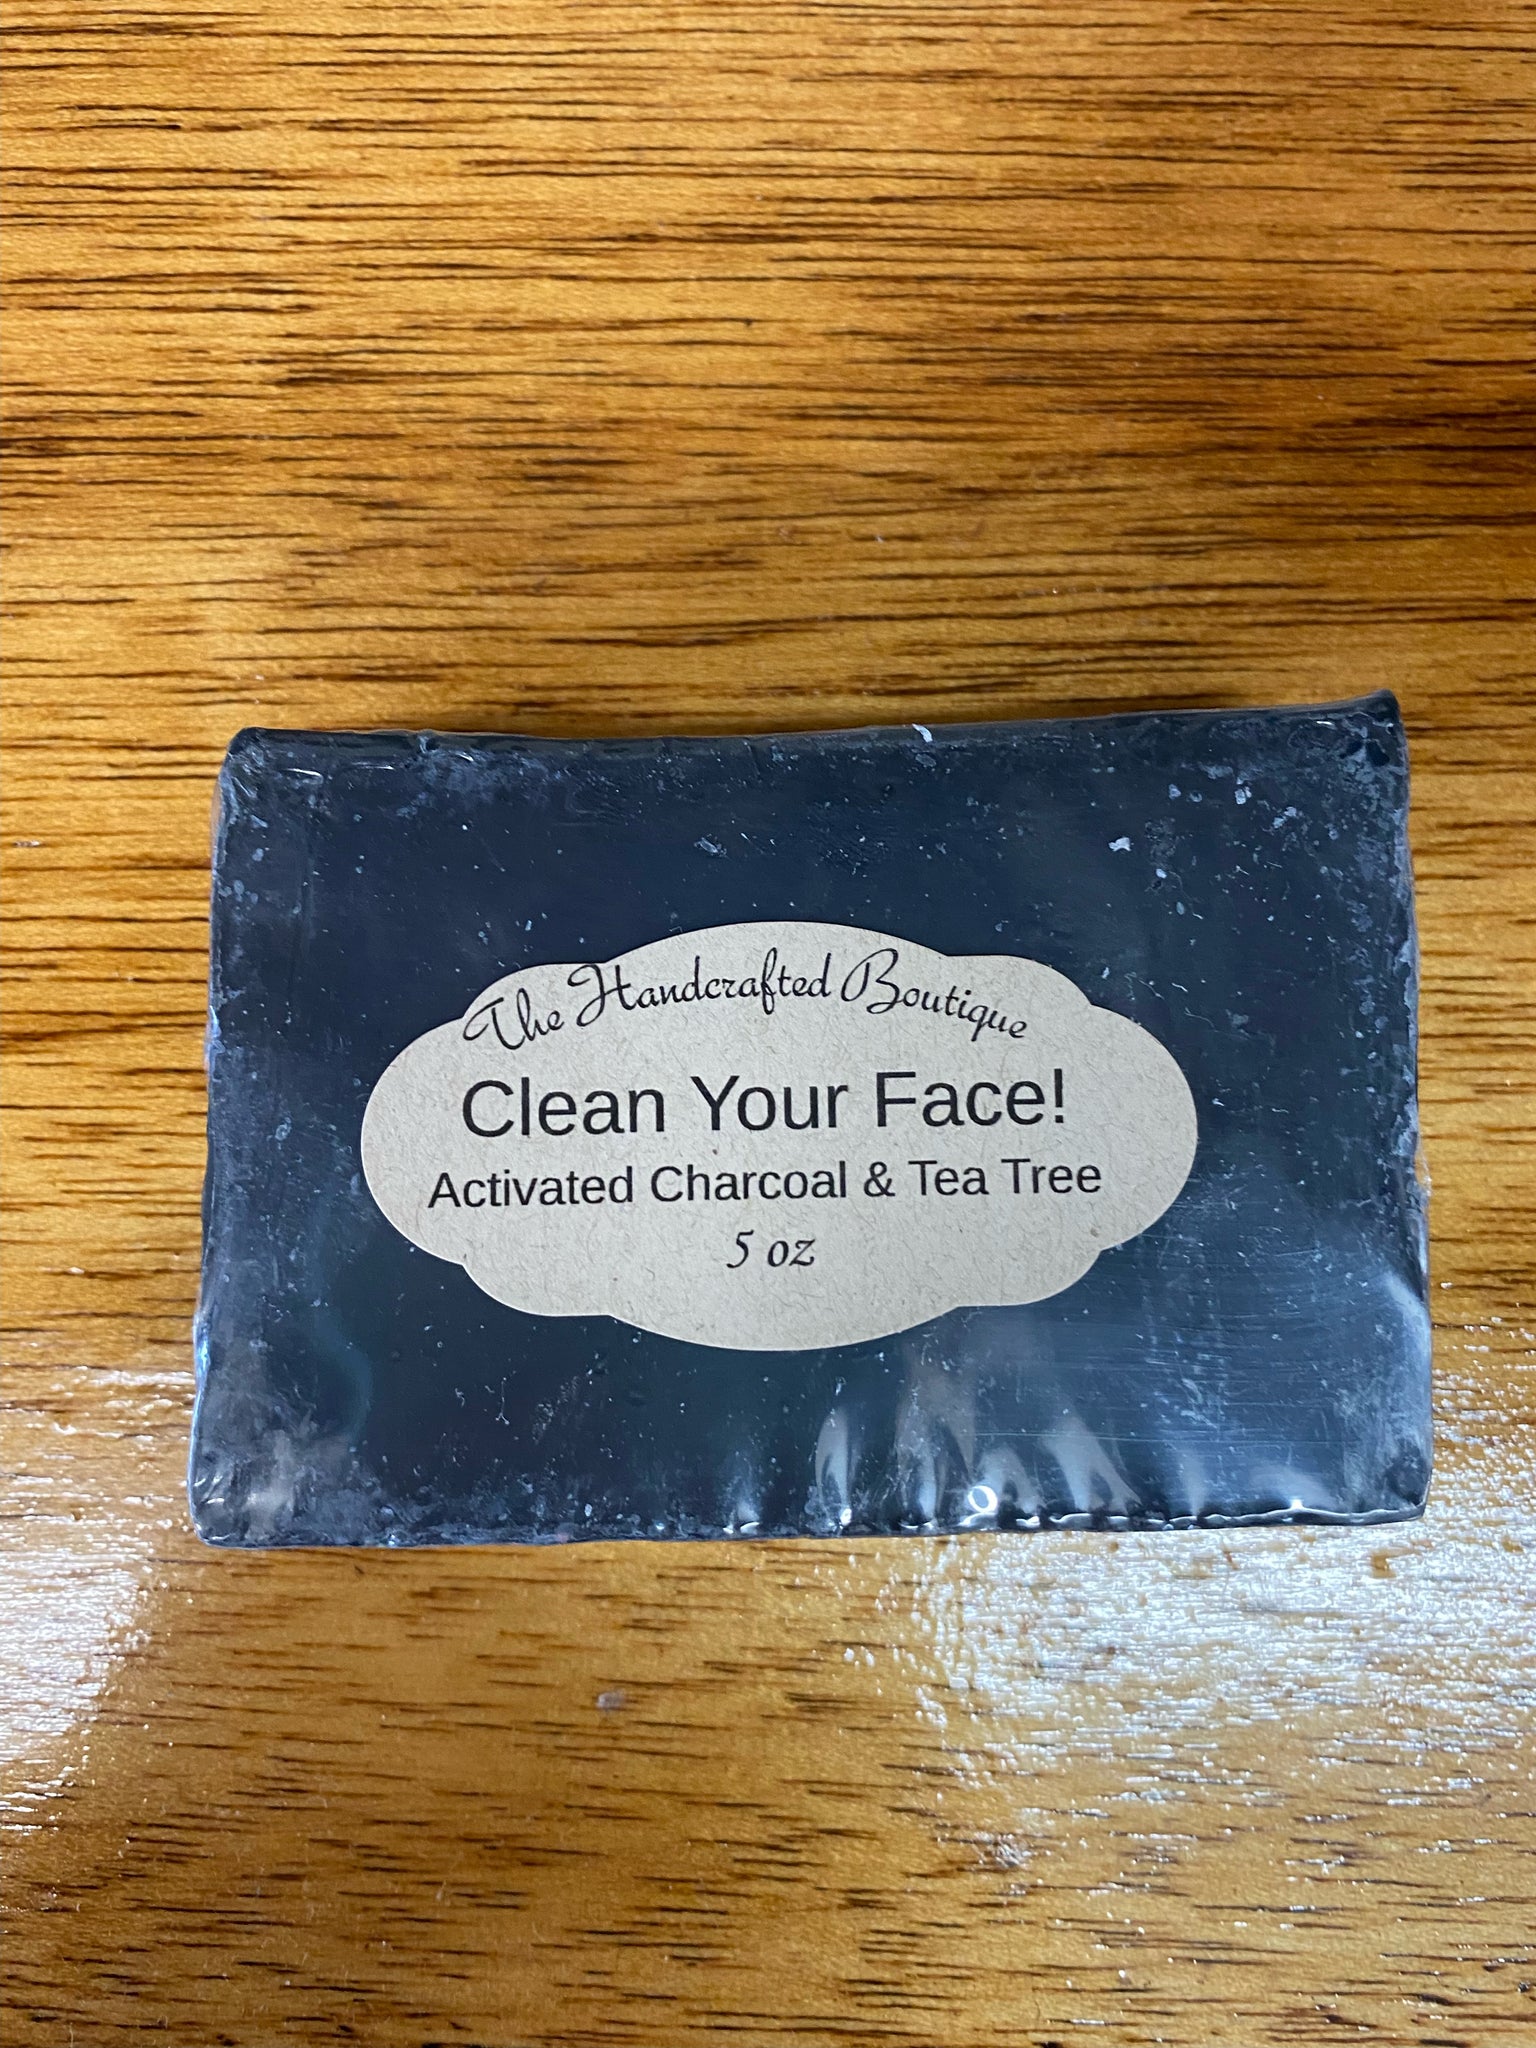 The Handcrafted Boutique
Clean Your Face!
Activated Charcoal & Tea Tree
5 oz